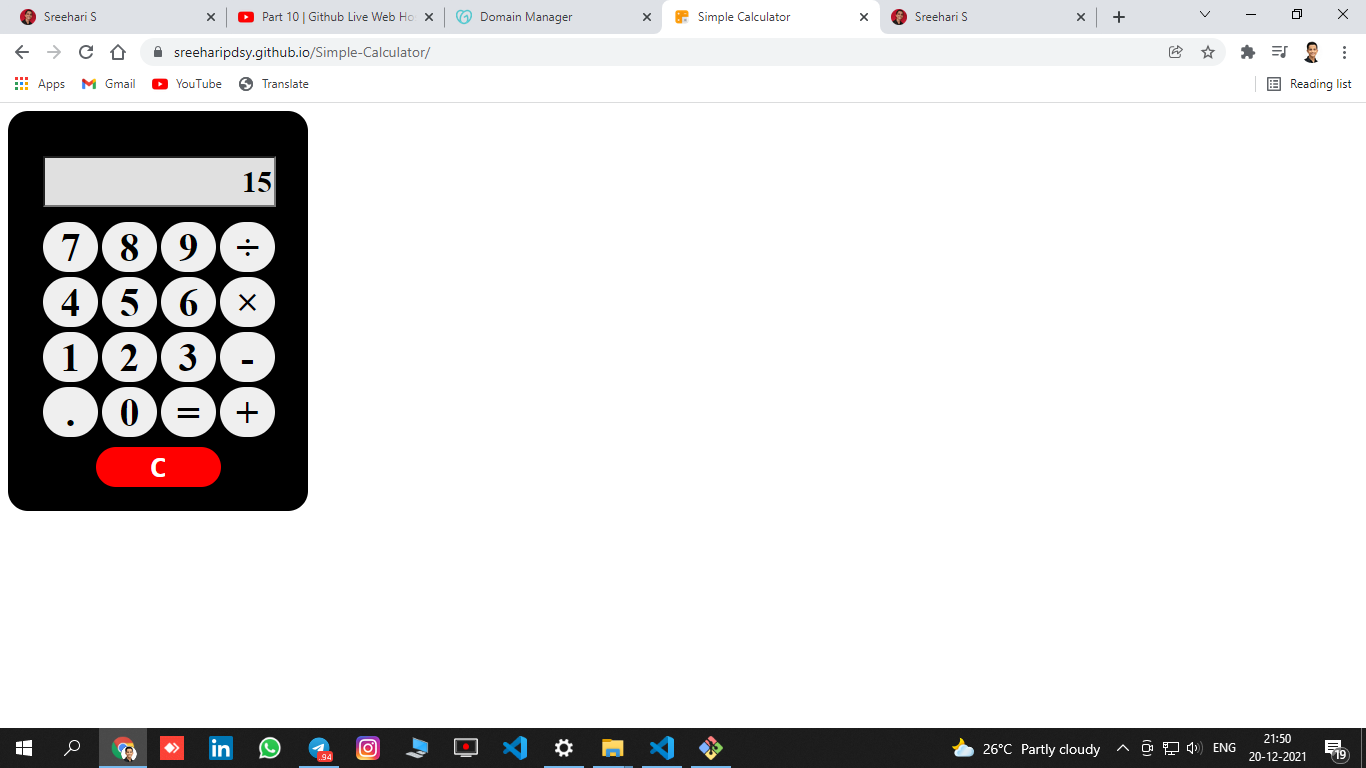 Sreehari S
Part 10 | Github Live Web Ho
Domain Manager
Simple Calculator
Sreehari S
sreeharipdsy.github.io/Simple-Calculator/
Apps Gmail YouTube Translate Reading list
15
7 8 9 ÷
4 5 6 ×
1 2 3 -
. 0 = +
C
94
26°C Partly cloudy
ENG
21:50
20-12-2021
19